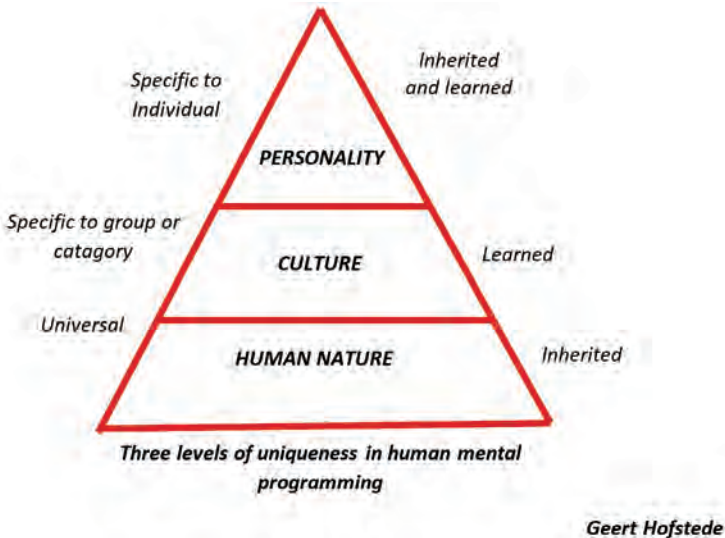 Specific to
Individual
Inherited
and learned
PERSONALITY
Specific to group or
catagory
CULTURE
Learned
Universal
HUMAN NATURE
Inherited
Three levels of uniqueness in human mental
programming
Geert Hofstede